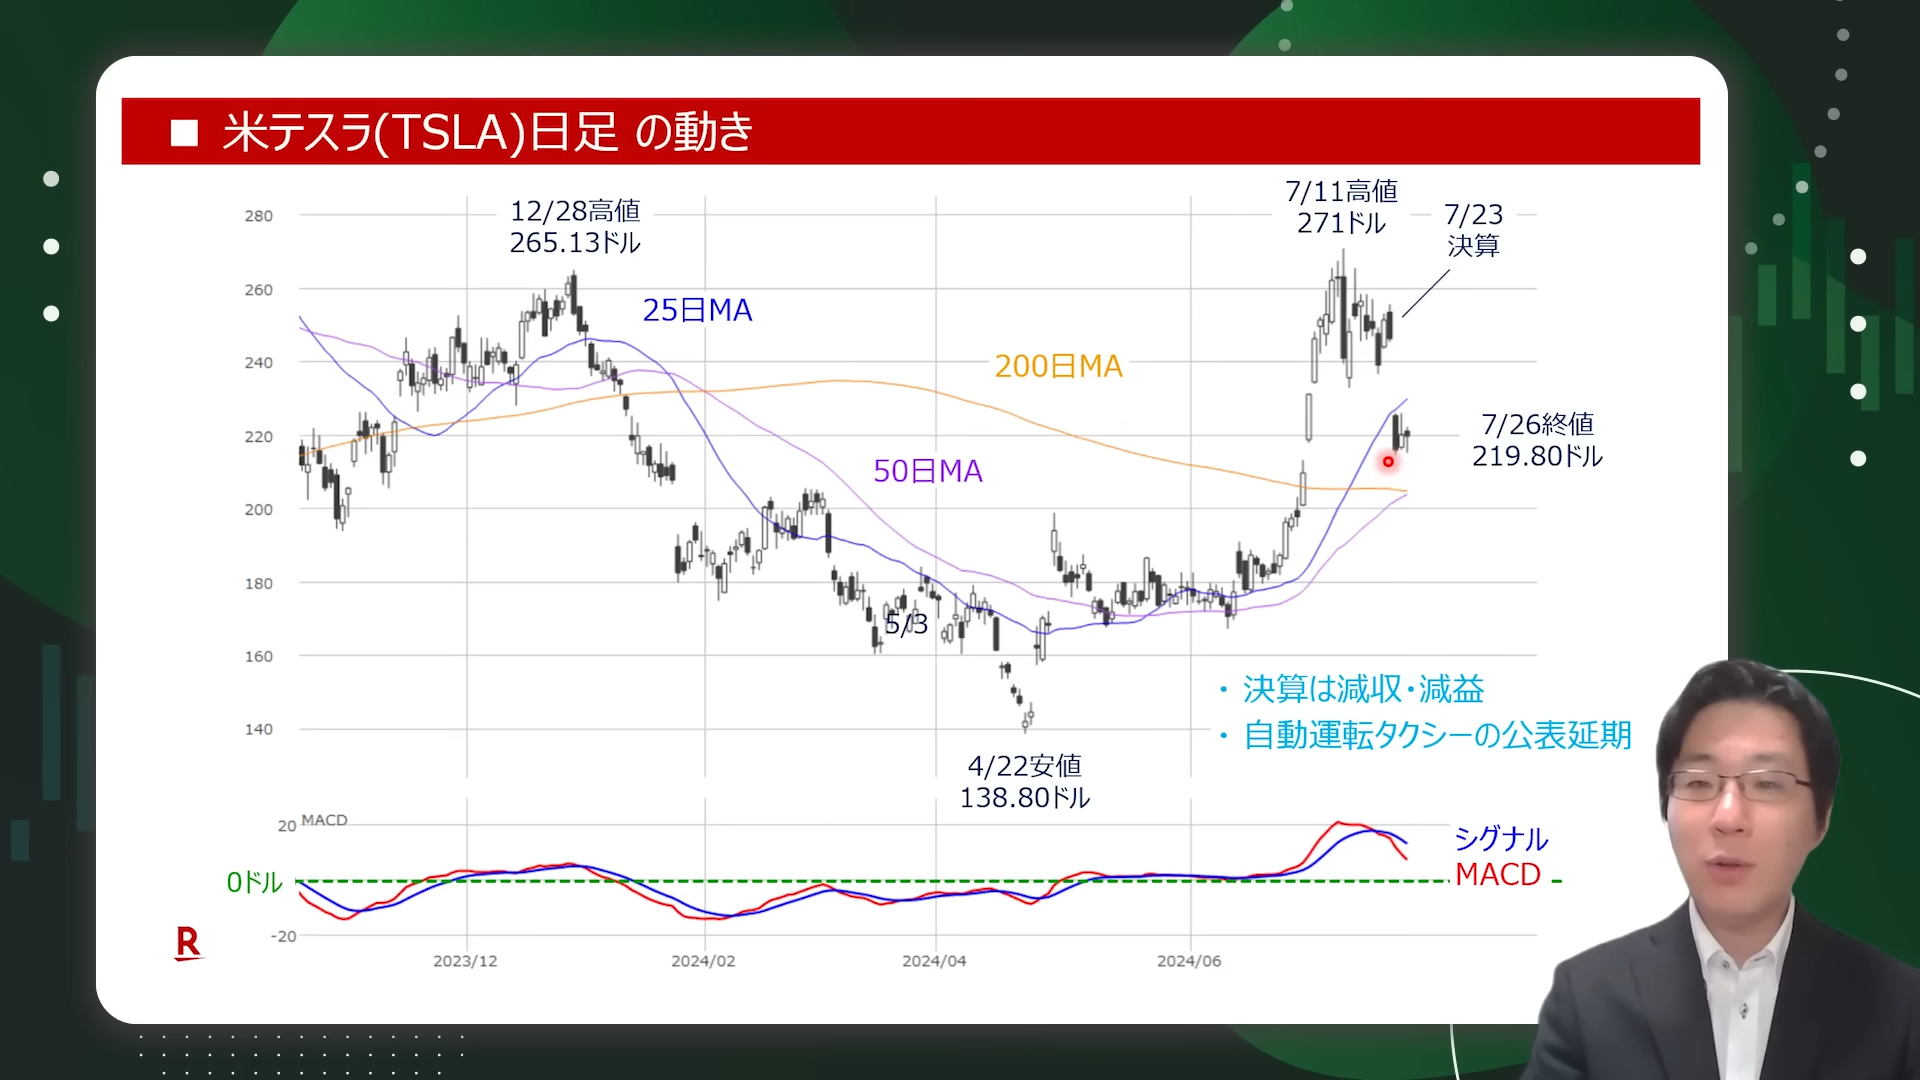 ■ 米テスラ(TSLA)日足 の動き
12/28高値
265.13ドル
7/11高値
271ドル
7/23
決算
280
260
240
220
200
180
160
140
25日MA
200日MA
50日MA
7/26終値
219.80ドル
5/3
4/22安値
138.80ドル
・ 決算は減収・減益
・ 自動運転タクシーの公表延期
20
MACD
0ドル
-20
シグナル
MACD
2023/12
2024/02
2024/04
2024/06
R